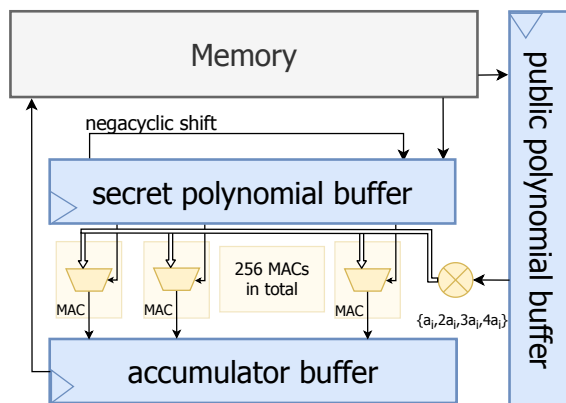 Memory
public polynomial buffer
negacyclic shift
secret polynomial buffer
MAC
MAC
256 MACs
in total
MAC
{aᵢ,2aᵢ,3aᵢ,4aᵢ}
accumulator buffer